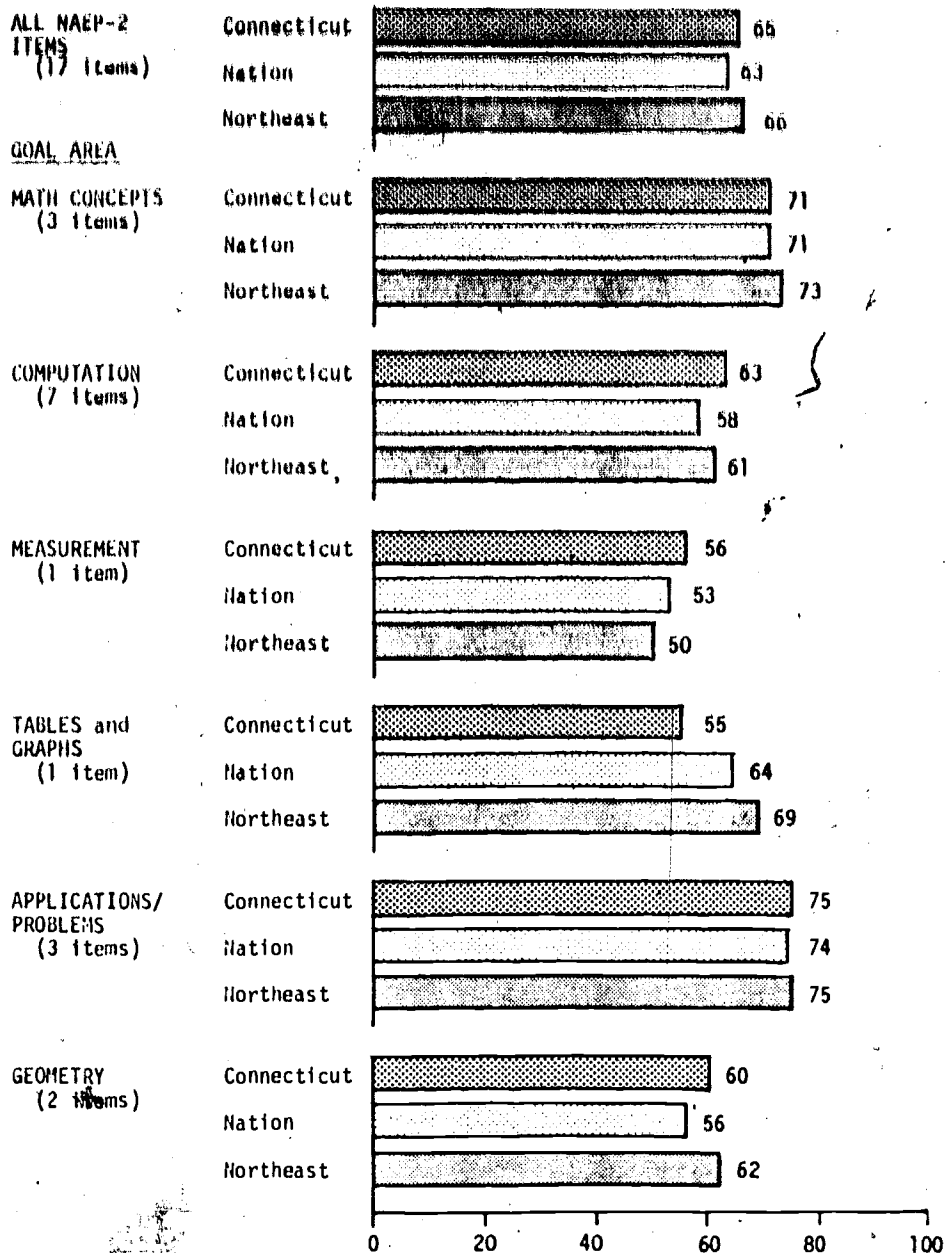 ALL NAEP-2 Connecticut 65
ITEMS
(17 items) Nation 63
Northeast 66
GOAL AREA
MATH CONCEPTS Connecticut 71
(3 items)
Nation 71
Northeast 73
COMPUTATION Connecticut 63
(7 items)
Nation 58
Northeast 61
MEASUREMENT Connecticut 56
(1 item)
Nation 53
Northeast 50
TABLES and Connecticut 55
GRAPHS
(1 item) Nation 64
Northeast 69
APPLICATIONS/ Connecticut 75
PROBLEMS
(3 items) Nation 74
Northeast 75
GEOMETRY Connecticut 60
(2 items)
Nation 56
Northeast 62
0 20 40 60 80 100